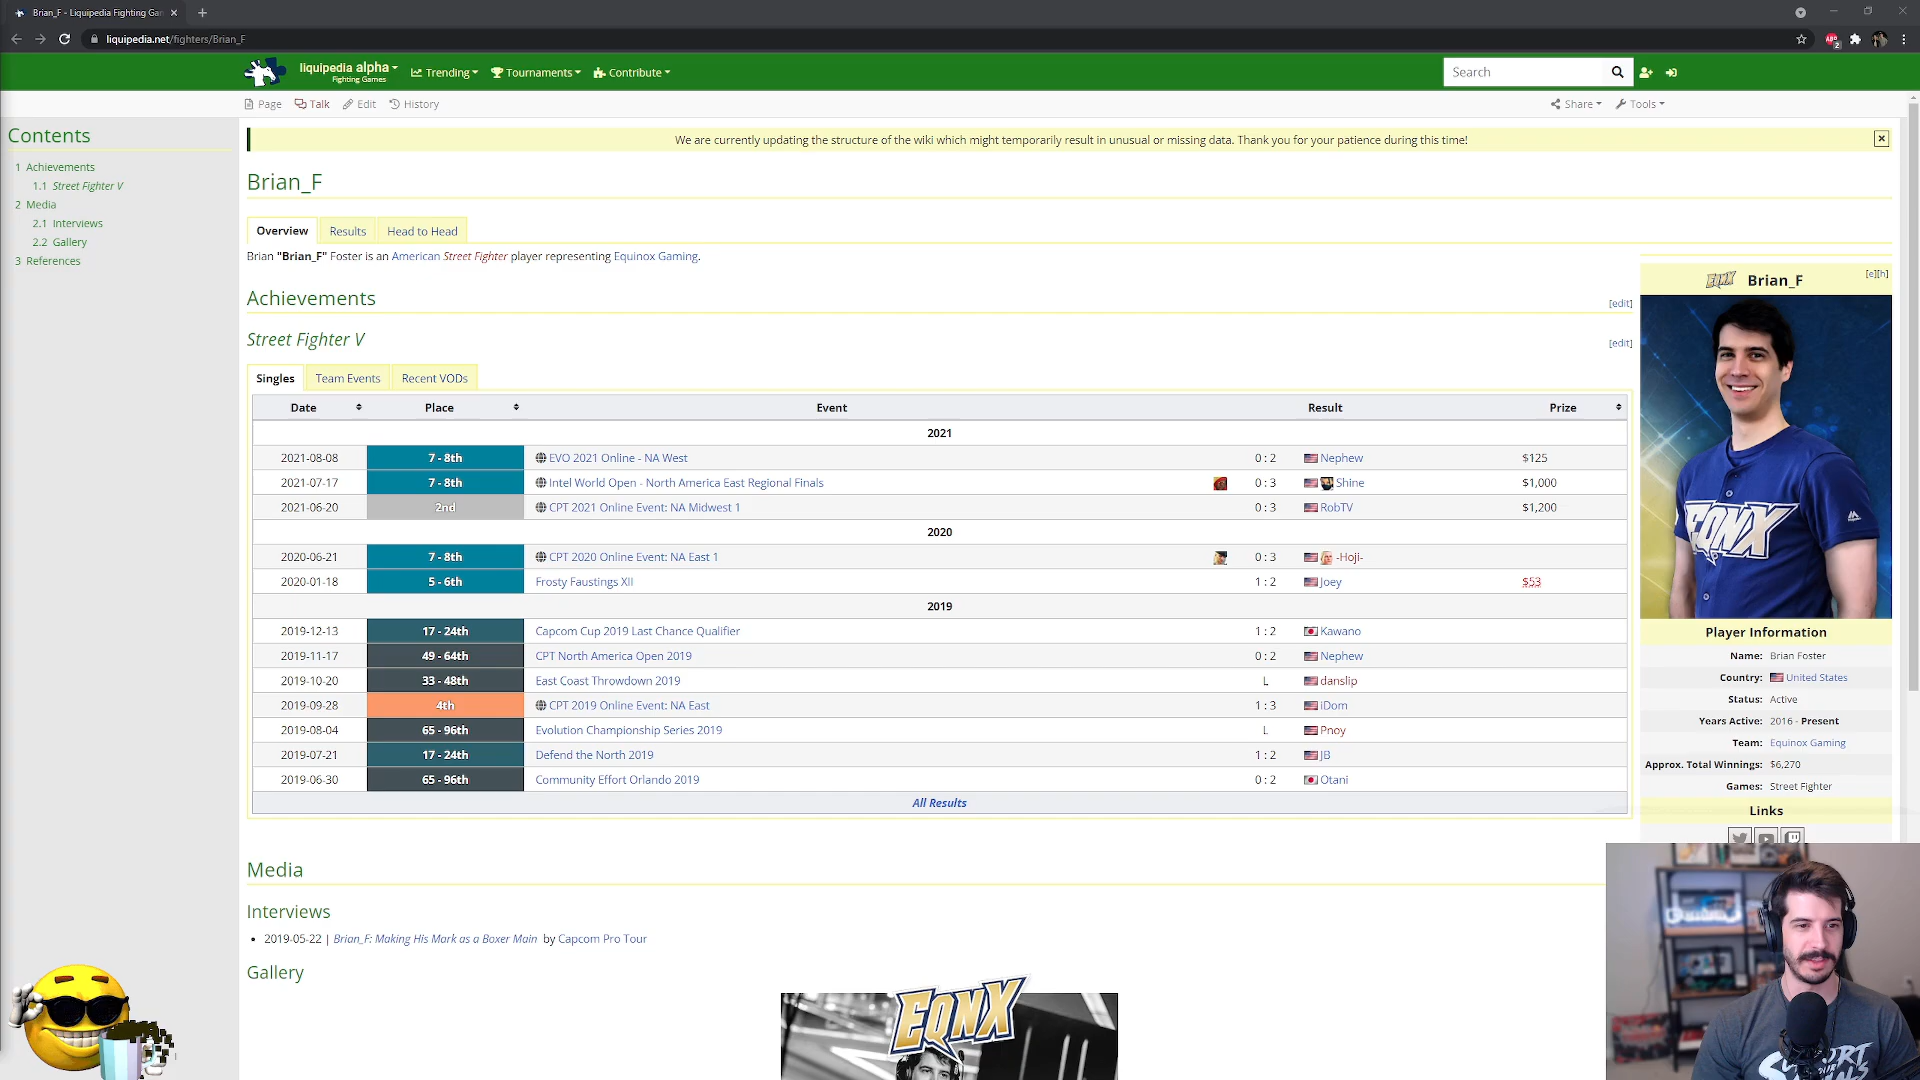 Brian_F - Liquipedia Fighting Gam
liquipedia.net/fighters/Brian_F
2
liquipedia alpha
Fighting Games
Trending
Tournaments
Contribute
Search
Page
Talk
Edit
History
Share
Tools
Contents
1 Achievements
1.1 Street Fighter V
2 Media
2.1 Interviews
2.2 Gallery
3 References
We are currently updating the structure of the wiki which might temporarily result in unusual or missing data. Thank you for your patience during this time!
Brian_F
Overview
Results
Head to Head
Brian "Brian_F" Foster is an American Street Fighter player representing Equinox Gaming.
Achievements
[edit]
Street Fighter V
[edit]
Singles
Team Events
Recent VODs
Date Place Event Result Prize
2021
2021-08-08 7 - 8th EVO 2021 Online - NA West 0 : 2 Nephew $125
2021-07-17 7 - 8th Intel World Open - North America East Regional Finals 0 : 3 Shine $1,000
2021-06-20 2nd CPT 2021 Online Event: NA Midwest 1 0 : 3 RobTV $1,200
2020
2020-06-21 7 - 8th CPT 2020 Online Event: NA East 1 0 : 3 -Hoji-
2020-01-18 5 - 6th Frosty Faustings XII 1 : 2 Joey $53
2019
2019-12-13 17 - 24th Capcom Cup 2019 Last Chance Qualifier 1 : 2 Kawano
2019-11-17 49 - 64th CPT North America Open 2019 0 : 2 Nephew
2019-10-20 33 - 48th East Coast Throwdown 2019 L danslip
2019-09-28 4th CPT 2019 Online Event: NA East 1 : 3 iDom
2019-08-04 65 - 96th Evolution Championship Series 2019 L Pnoy
2019-07-21 17 - 24th Defend the North 2019 1 : 2 JB
2019-06-30 65 - 96th Community Effort Orlando 2019 0 : 2 Otani
All Results
EQNX Brian_F
[e][h]
EQNX
Player Information
Name: Brian Foster
Country: United States
Status: Active
Years Active: 2016 - Present
Team: Equinox Gaming
Approx. Total Winnings: $6,270
Games: Street Fighter
Links
Media
Interviews
2019-05-22 | Brian_F: Making His Mark as a Boxer Main by Capcom Pro Tour
Gallery
EQNX